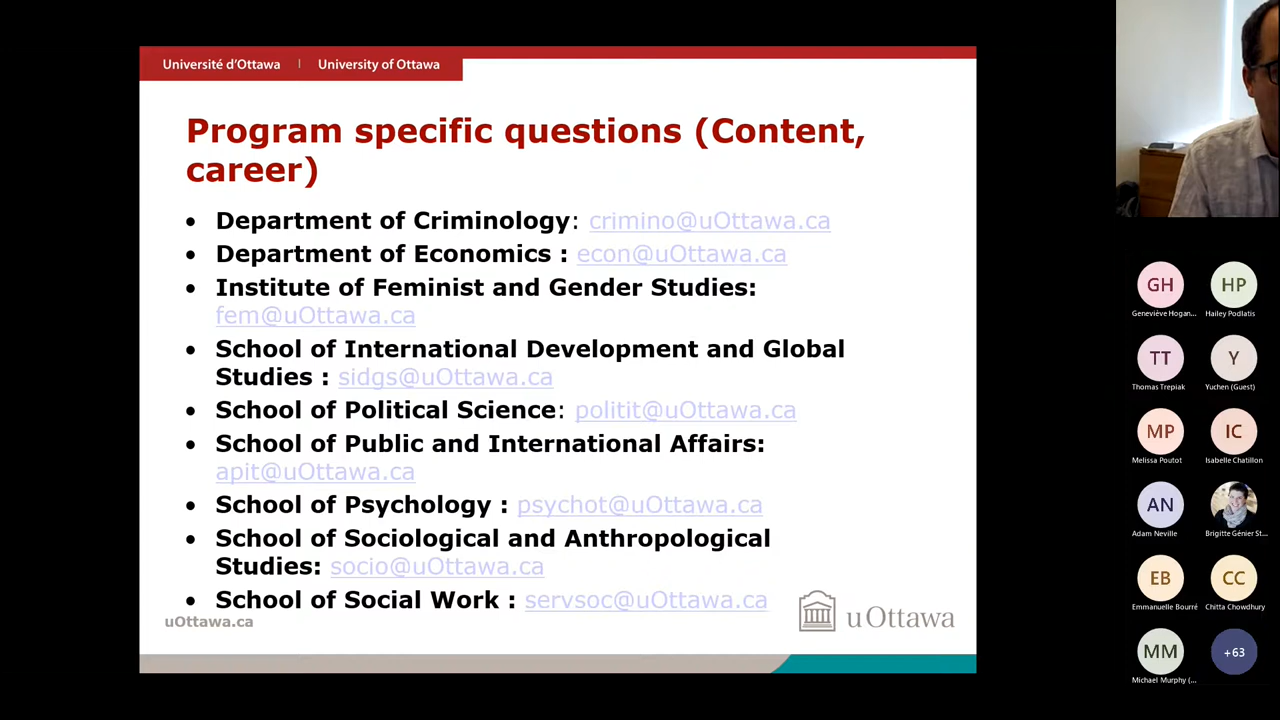 Université d'Ottawa | University of Ottawa
Program specific questions (Content,
career)
• Department of Criminology: crimino@uOttawa.ca
• Department of Economics : econ@uOttawa.ca
• Institute of Feminist and Gender Studies:
fem@uOttawa.ca
• School of International Development and Global
Studies : sidgs@uOttawa.ca
• School of Political Science: politit@uOttawa.ca
• School of Public and International Affairs:
apit@uOttawa.ca
• School of Psychology : psychot@uOttawa.ca
• School of Sociological and Anthropological
Studies: socio@uOttawa.ca
• School of Social Work : servsoc@uOttawa.ca
uOttawa.ca
uOttawa
GH HP
Geneviève Hogan... Hailey Podlatis
TT Y
Thomas Trepiak Yuchen (Guest)
MP IC
Melissa Poutot Isabelle Chatillon
AN
Adam Neville Brigitte Génier St...
EB CC
Emmanuelle Bourré Chitta Chowdhury
MM +63
Michael Murphy (...